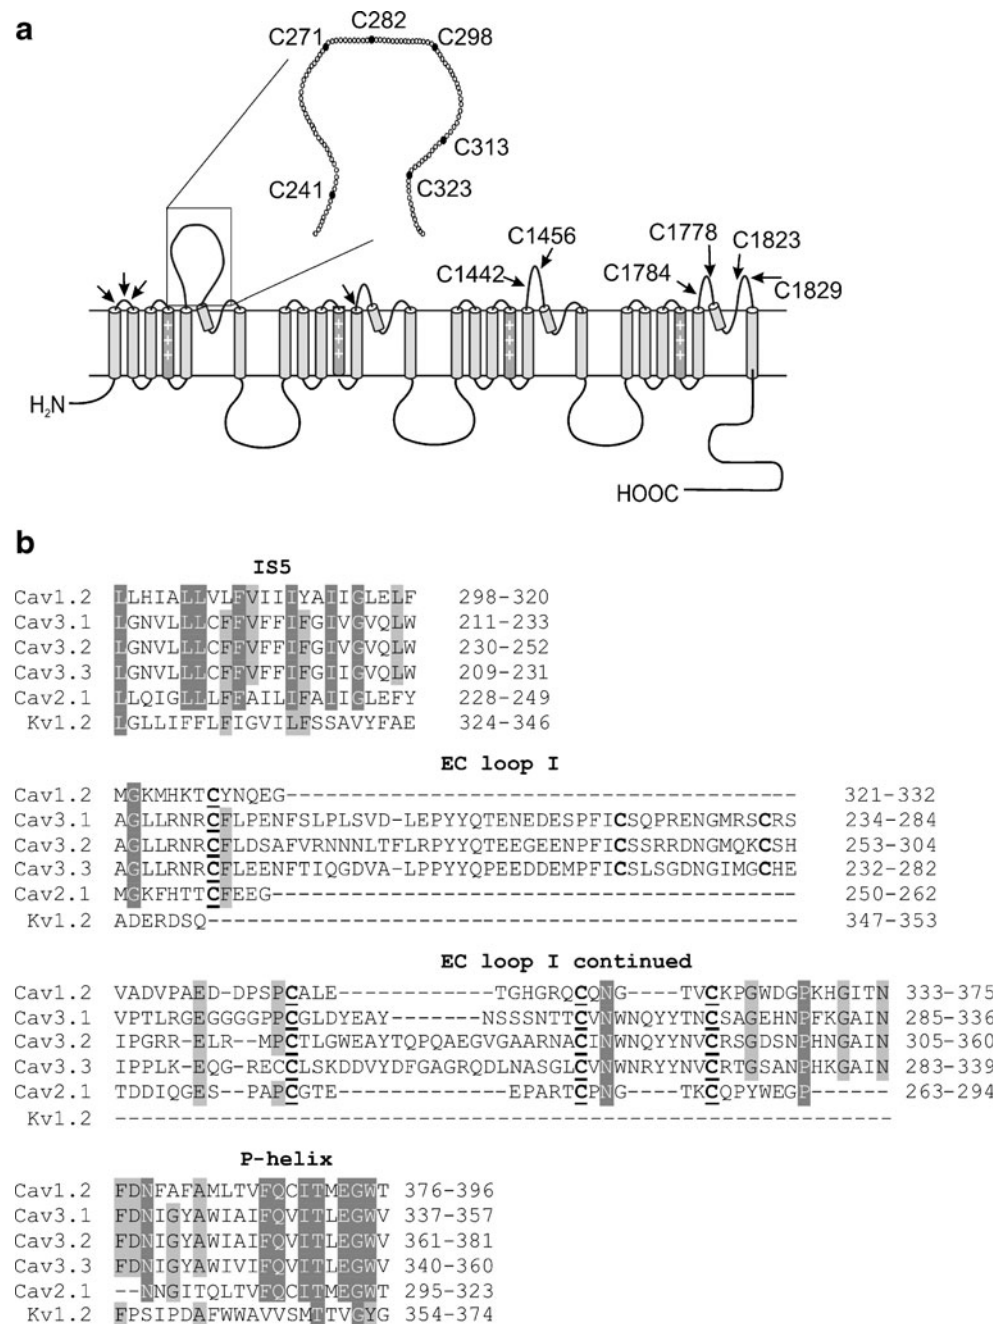 a
C282
C271
C298
C313
C241
C323
C1456
C1442
C1778
C1823
C1784
C1829
+ + +
+ + +
+ + +
+ + +
H2N
HOOC
b
IS5
Cav1.2 LLHIALLVLFVIIIYAIIGLELF 298-320
Cav3.1 LGNVLLLCFFVFFIFGIVGVQLW 211-233
Cav3.2 LGNVLLLCFFVFFIFGIVGVQLW 230-252
Cav3.3 LGNVLLLCFFVFFIFGIIGVQLW 209-231
Cav2.1 LLQIGLLLFFAILIFAIIGLEFY 228-249
Kv1.2 LGLLIFFLFIGVILFSSAVYFAE 324-346
EC loop I
Cav1.2 MGKMHKTCYNQEG--------------------------------------- 321-332
Cav3.1 AGLLRNRCFLPENFSLPLSVD-LEPYYQTENEDESPFICSQPRENGMRSCRS 234-284
Cav3.2 AGLLRNRCFLDSAFVRNNNLTFLRPYYQTEEGEENPFICSSRRDNGMQKCSH 253-304
Cav3.3 AGLLRNRCFLEENFTIQGDVA-LPPYYQPEEDDEMPFICSLSGDNGIMGCHE 232-282
Cav2.1 MGKFHTTCFEEG---------------------------------------- 250-262
Kv1.2 ADERDSQ--------------------------------------------- 347-353
EC loop I continued
Cav1.2 VADVPAED-DPSPCALE------------TGHGRQCQNG----TVCKPGWDGPKHGITN 333-375
Cav3.1 VPTLRGEGGGGPPCGLDYEAY-------NSSSNTTCVNWNQYYTNCSAGEHNPFKGAIN 285-336
Cav3.2 IPGRR-ELR--MPCTLGWEAYTQPQAEGVGAARNACINWNQYYNVCRSGDSNPHNGAIN 305-360
Cav3.3 IPPLK-EQG-RECCLSKDDVYDFGAGRQDLNASGLCVNWNRYYNVCRTGSANPHKGAIN 283-339
Cav2.1 TDDIQGES--PAPCGTE-------------EPARTCPNG----TKCQPYWEGP------ 263-294
Kv1.2 -----------------------------------------------------------
P-helix
Cav1.2 FDNFAFAMLTVFQCITMEGWT 376-396
Cav3.1 FDNIGYAWIAIFQVITLEGWV 337-357
Cav3.2 FDNIGYAWIAIFQVITLEGWV 361-381
Cav3.3 FDNIGYAWIVIFQVITLEGWV 340-360
Cav2.1 --NNGITQLTVFQCITMEGWT 295-323
Kv1.2 FPSIPDAFWWAVVSMTTVGYG 354-374